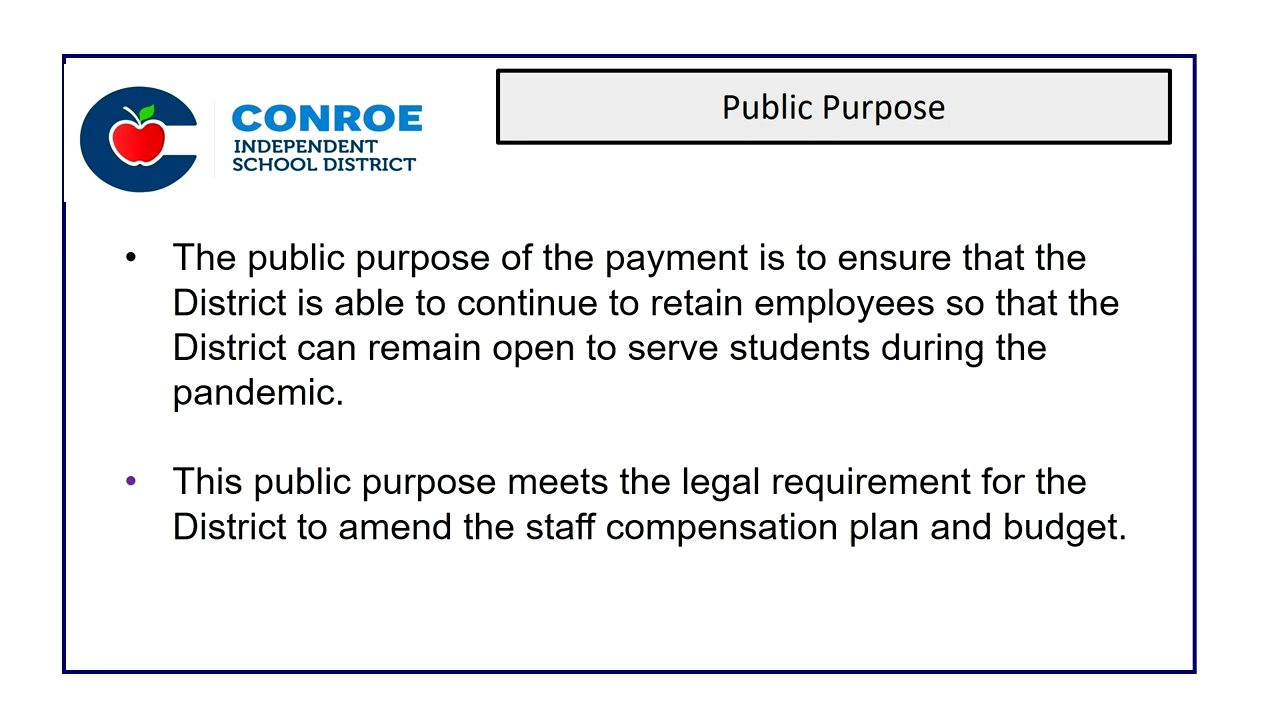 CONROE
INDEPENDENT
SCHOOL DISTRICT
Public Purpose
• The public purpose of the payment is to ensure that the
District is able to continue to retain employees so that the
District can remain open to serve students during the
pandemic.
• This public purpose meets the legal requirement for the
District to amend the staff compensation plan and budget.